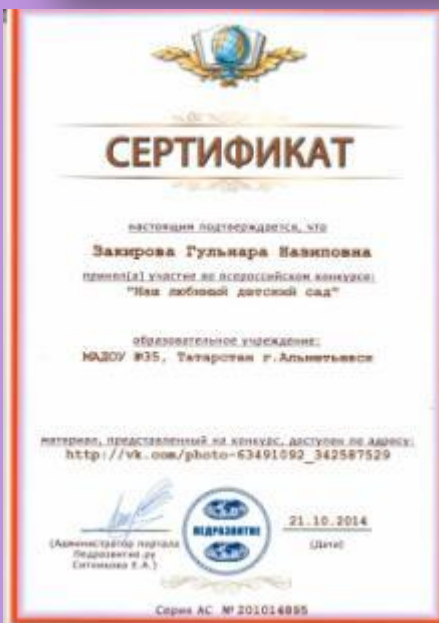 СЕРТИФИКАТ
настоящим подтверждается, что
Закирова Гульнара Назиповна
принял(а) участие во всероссийском конкурсе:
"Наш любимый детский сад"
образовательное учреждение:
МАДОУ №35, Татарстан г.Альметьевск
материал, представленный на конкурс, доступен по адресу:
http://vk.com/photo-63491092_342587529
ПЕДРАЗВИТИЕ
21.10.2014
(Администратор портала
Педразвитие.ру
Е.А.)
(Дата)
Серия АС № 201014895